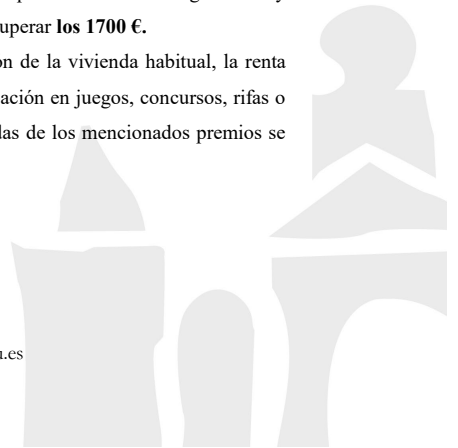 uperar los 1700 €.
ón de la vivienda habitual, la renta
ación en juegos, concursos, rifas o
das de los mencionados premios se
.es